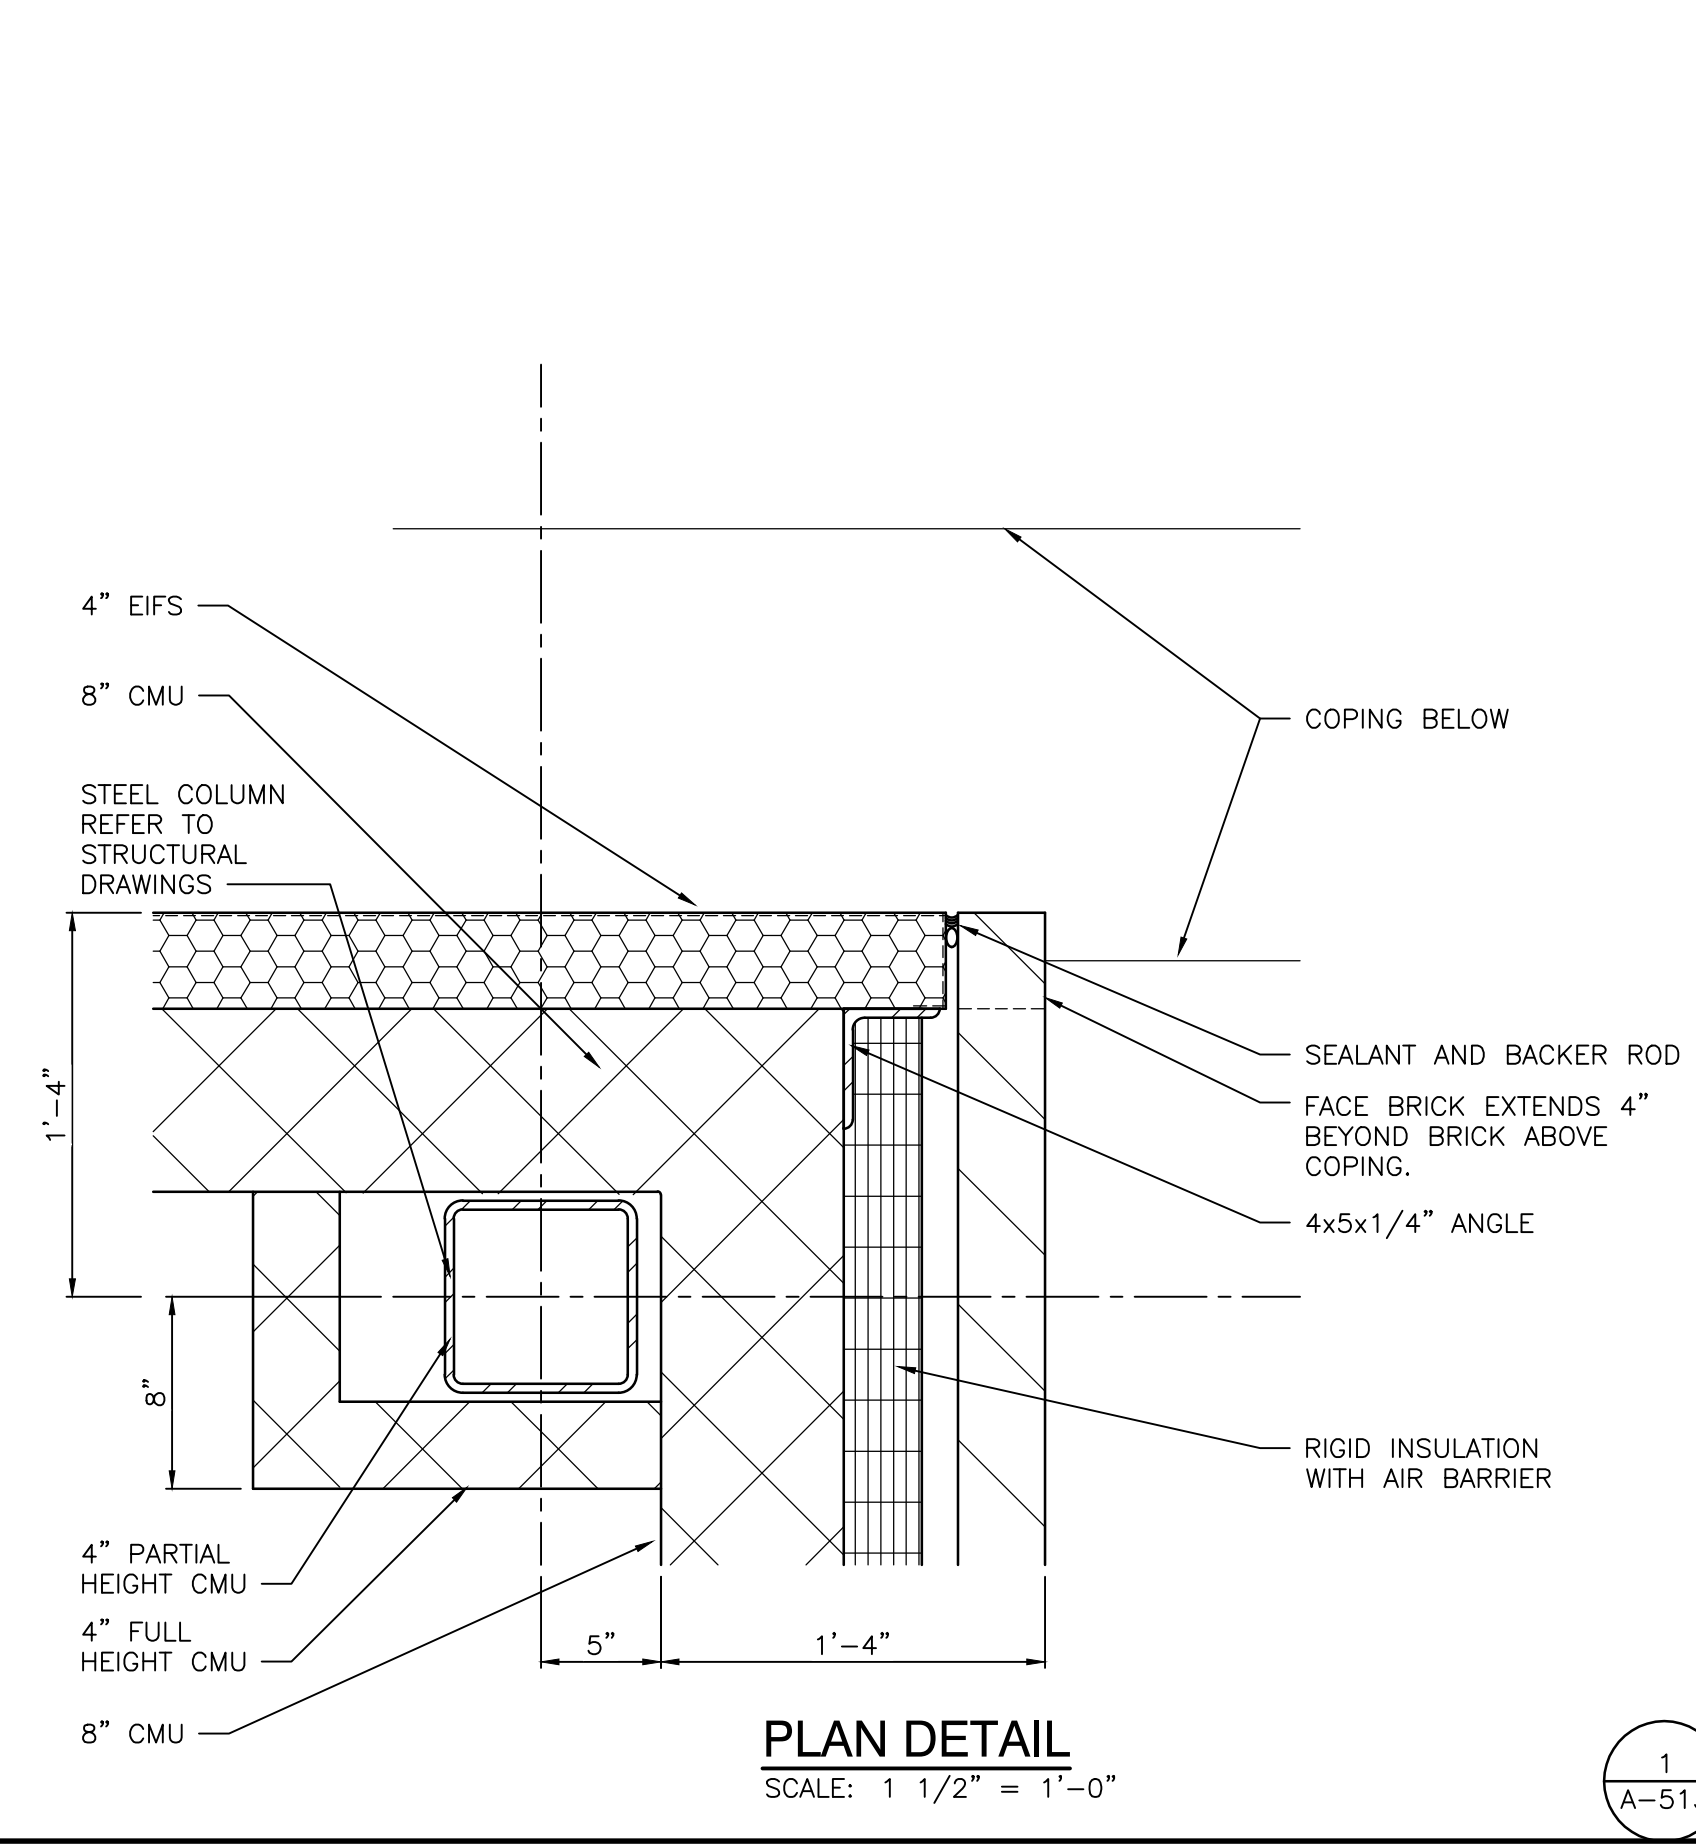 4" EIFS
8" CMU
STEEL COLUMN
REFER TO
STRUCTURAL
DRAWINGS
1'-4"
8"
4" PARTIAL
HEIGHT CMU
4" FULL
HEIGHT CMU
8" CMU
COPING BELOW
SEALANT AND BACKER ROD
FACE BRICK EXTENDS 4"
BEYOND BRICK ABOVE
COPING.
4x5x1/4" ANGLE
RIGID INSULATION
WITH AIR BARRIER
5"
1'-4"
PLAN DETAIL
SCALE: 1 1/2" = 1'-0"
1